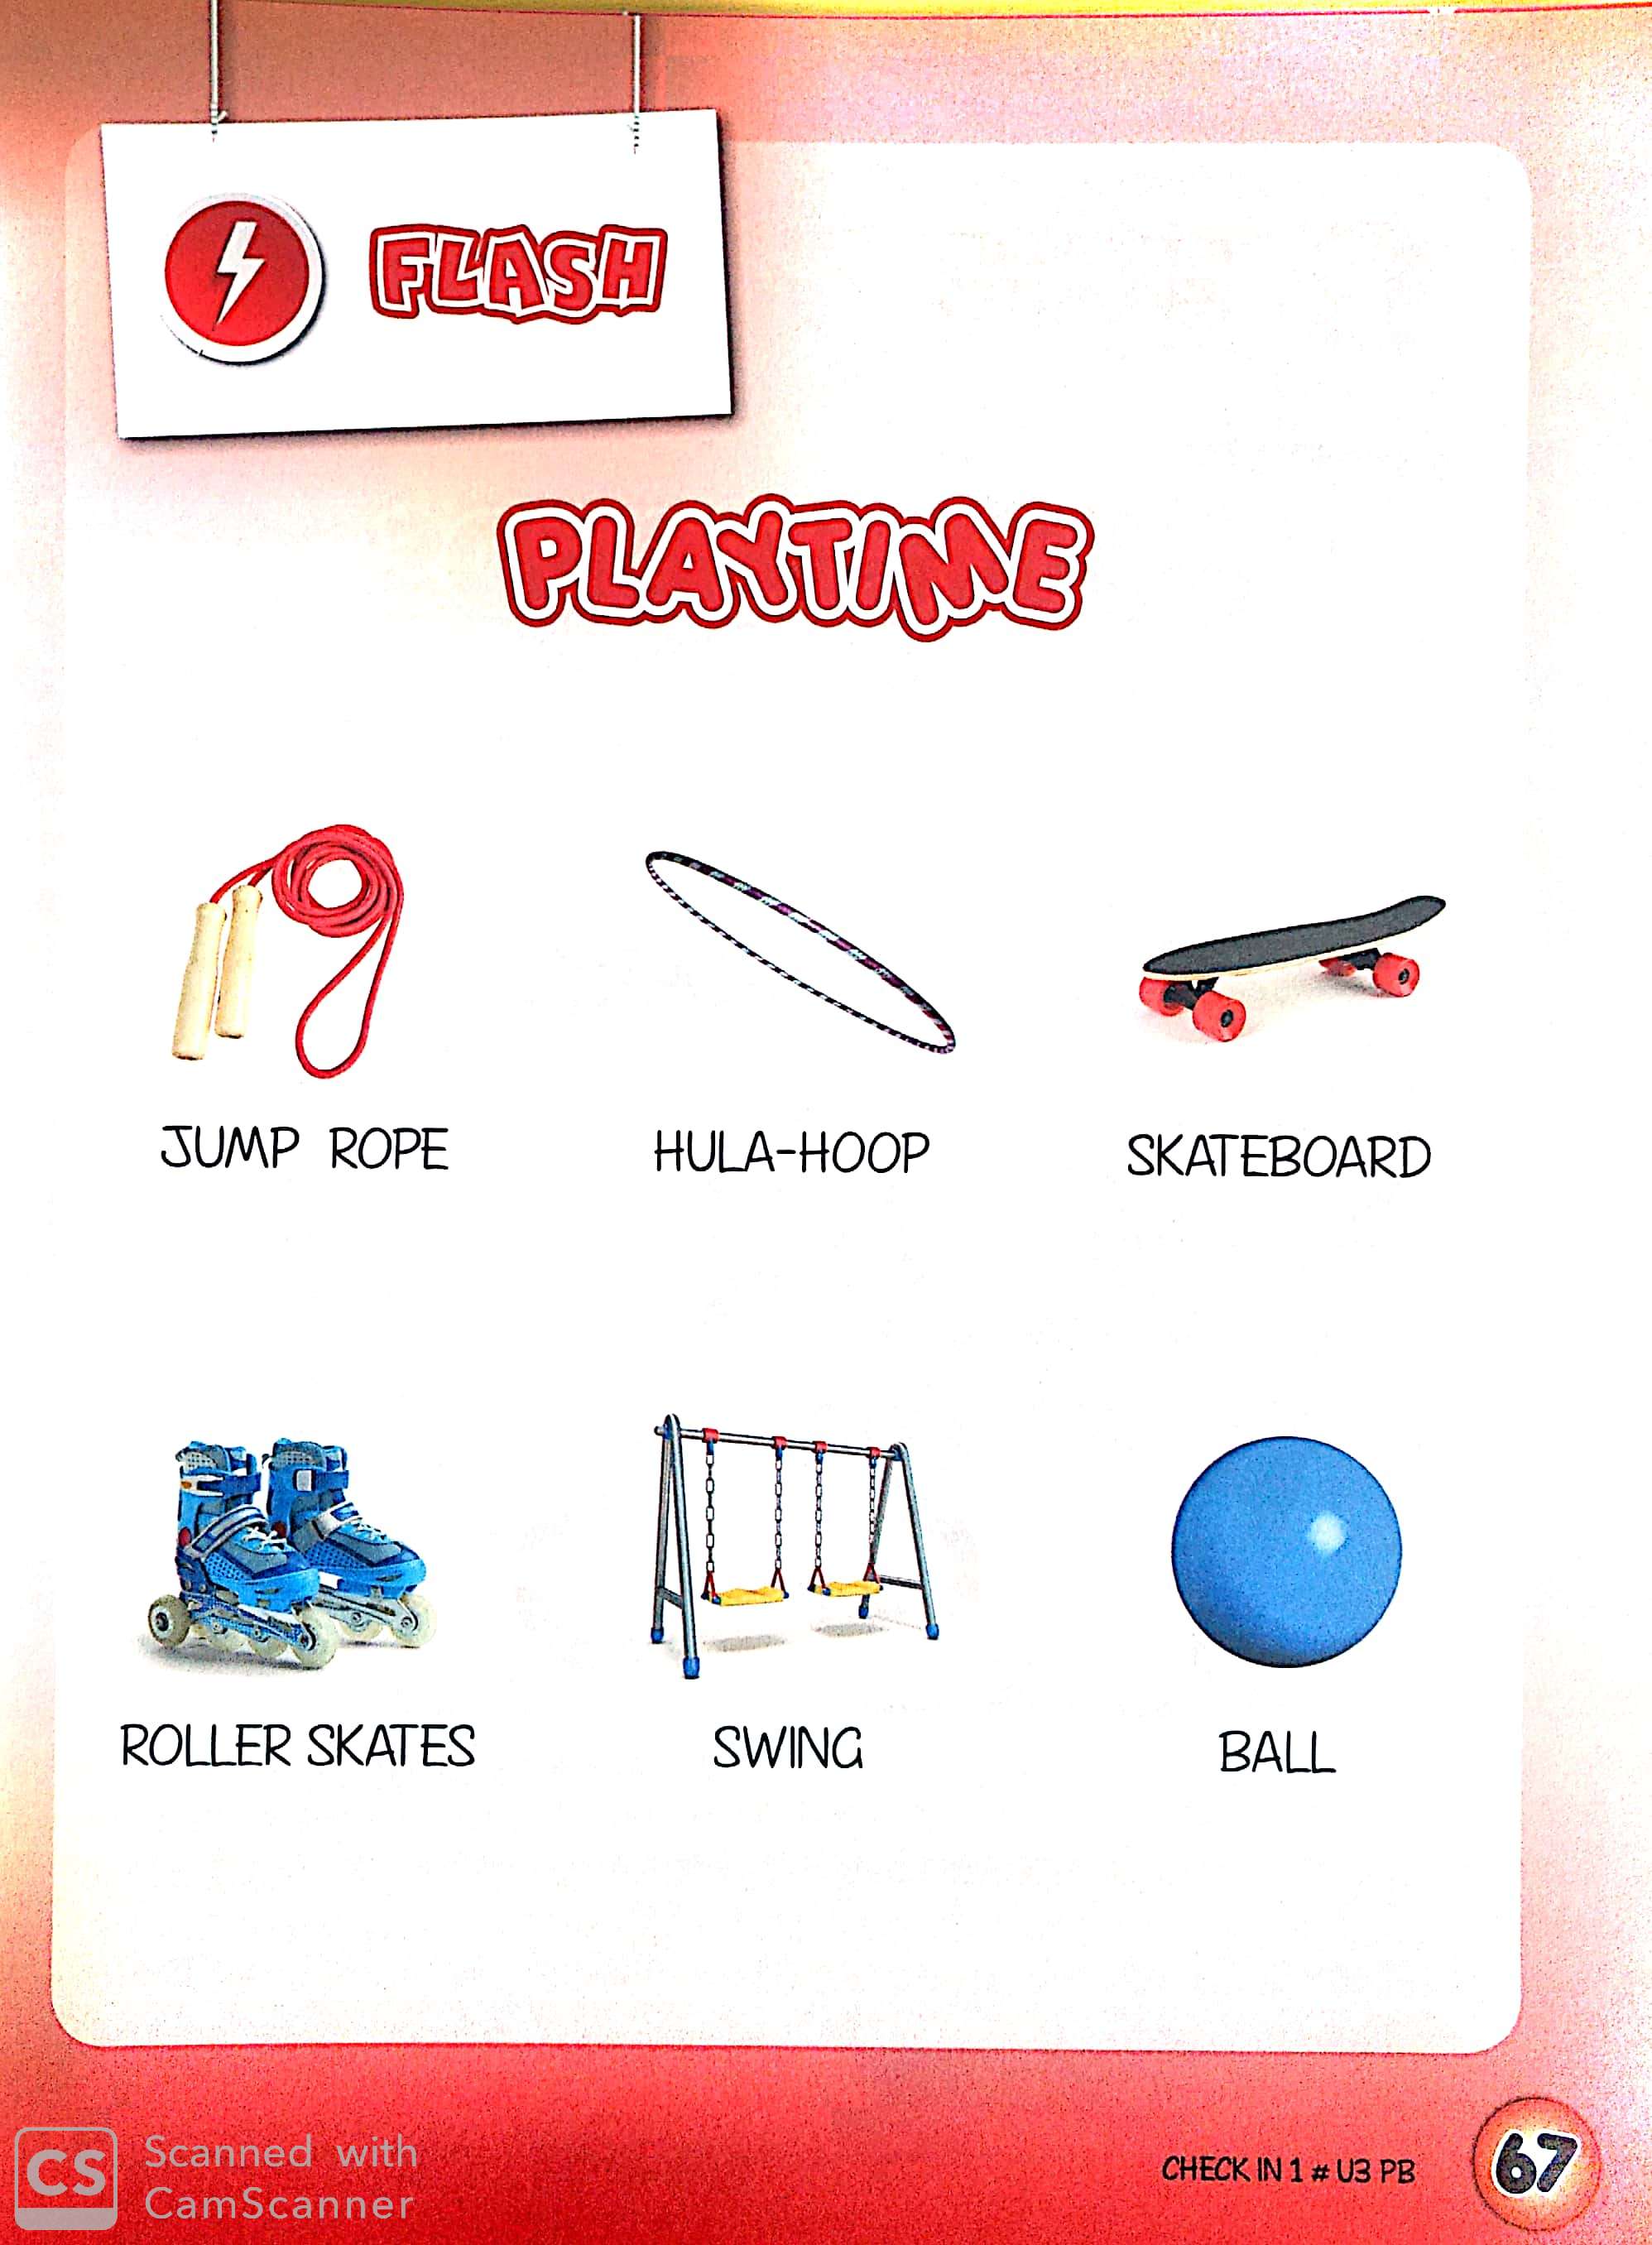 FLASH
PLAYTIME
JUMP ROPE
HULA-HOOP
SKATEBOARD
ROLLER SKATES
SWING
BALL
CHECK IN 1 # U3 PB
67
CS
Scanned with
CamScanner